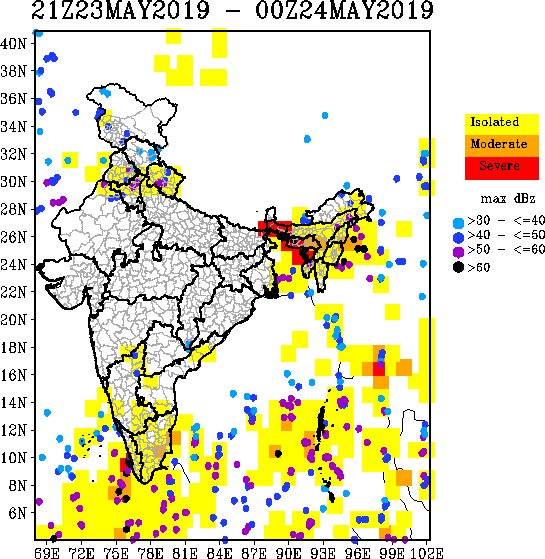 21Z23MAY2019 - 00Z24MAY2019
40N
38N
36N
34N
32N
30N
28N
26N
24N
22N
20N
18N
16N
14N
12N
10N
8N
6N
69E 72E 75E 78E 81E 84E 87E 90E 93E 96E 99E 102E
Isolated
Moderate
Severe
max dBz
>30 - <=40
>40 - <=50
>50 - <=60
>60